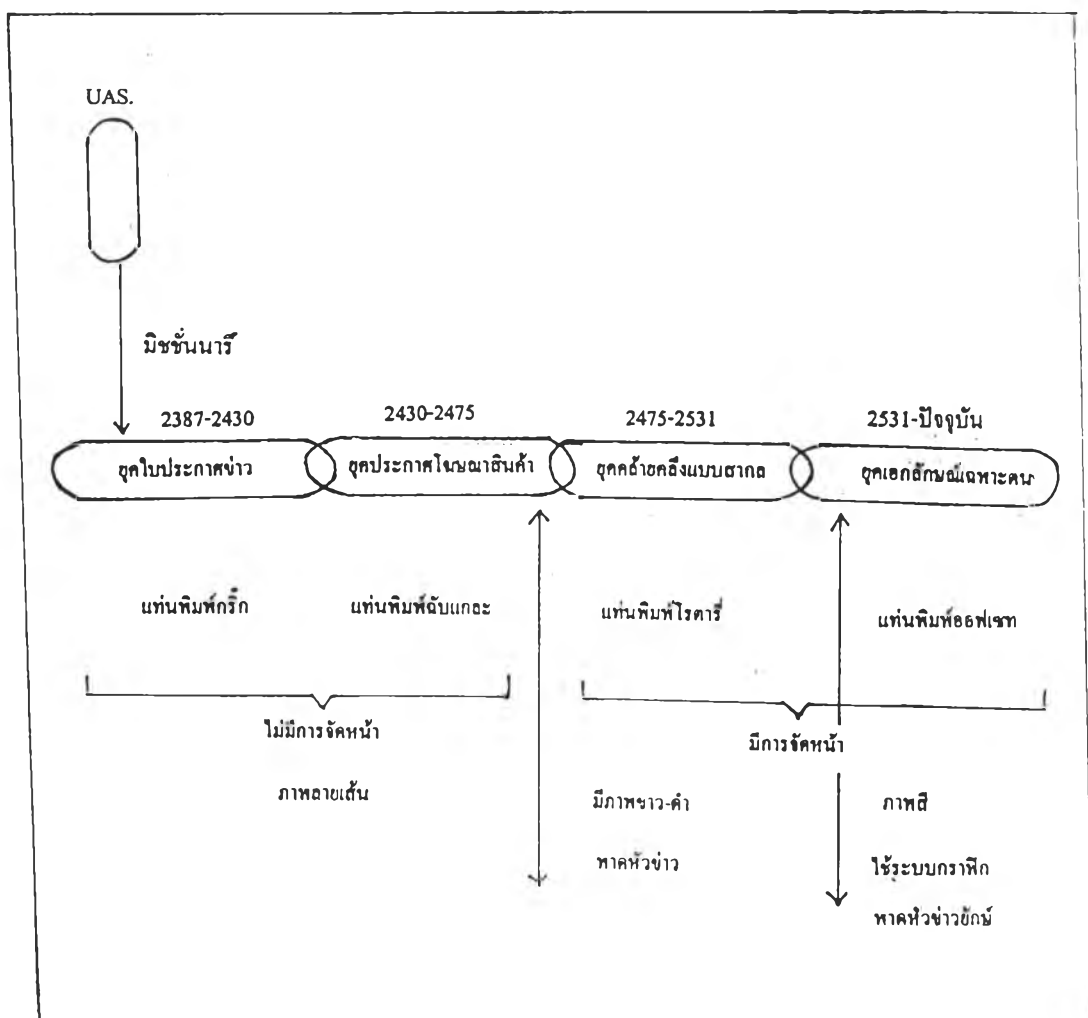 UAS.
มิชชั่นนารี
2387-2430
2430-2475
2475-2531
2531-ปัจจุบัน
ยุคใบประกาศข่าว
ยุคประกาศโฆษณาสินค้า
ยุคคล้ายคลึงแบบสากล
ยุคเอกลักษณ์เฉพาะตน
แท่นพิมพ์กริ๊ก
แท่นพิมพ์ฉับแกละ
แท่นพิมพ์โรตารี่
แท่นพิมพ์ออฟเซท
ไม่มีการจัดหน้า
มีการจัดหน้า
ภาพลายเส้น
มีภาพขาว-ดำ
ภาพสี
พาดหัวข่าว
ใช้ระบบกราฟิก
พาดหัวข่าวยักษ์